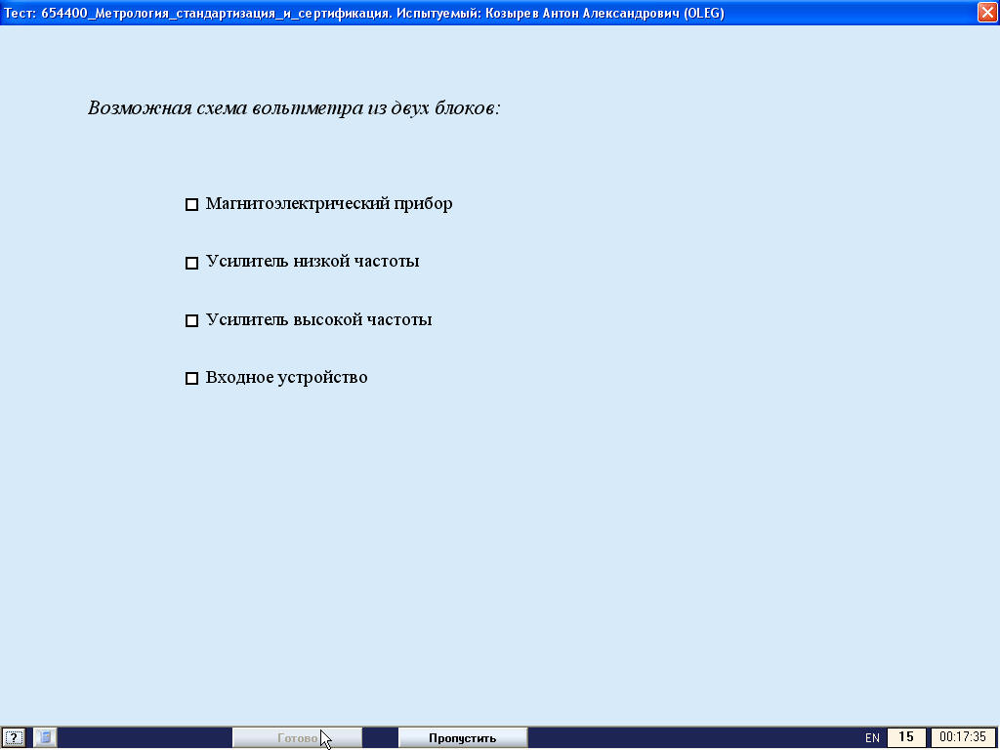 Тест: 654400_Метрология_стандартизация_и_сертификация. Испытуемый: Козырев Антон Александрович (OLEG)
Возможная схема вольтметра из двух блоков:
Магнитоэлектрический прибор
Усилитель низкой частоты
Усилитель высокой частоты
Входное устройство
? Готово Пропустить EN 15 00:17:35